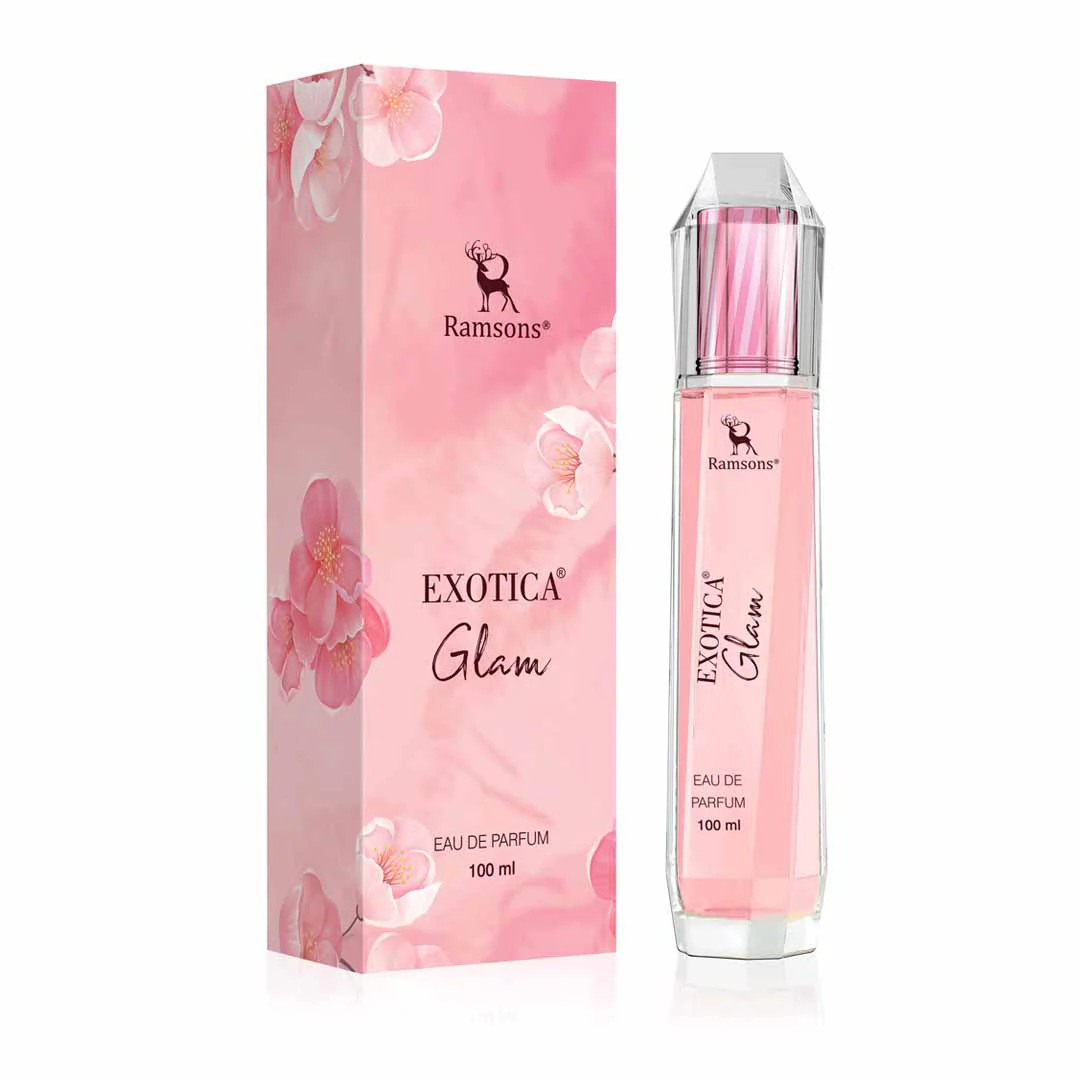 Ramsons®
EXOTICA®
Glam
EAU DE PARFUM
100 ml
Ramsons®
EXOTICA®
Glam
EAU DE
PARFUM
100 ml